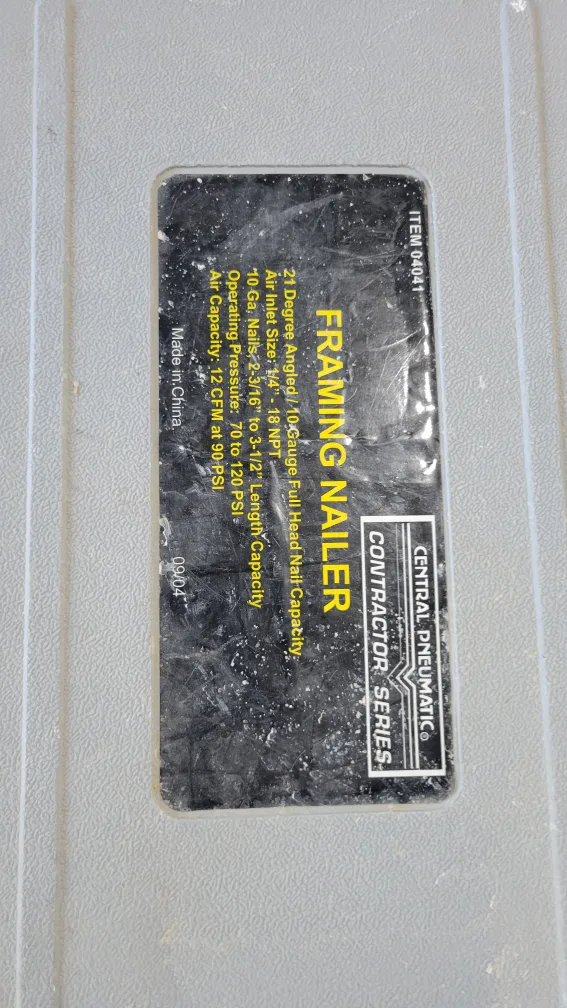 ITEM 04041
CENTRAL PNEUMATIC®
CONTRACTOR SERIES
FRAMING NAILER
21 Degree Angled / 10 Gauge Full Head Nail Capacity
Air Inlet Size: 1/4" - 18 NPT
10 Ga. Nails: 2-3/16" to 3-1/2" Length Capacity
Operating Pressure: 70 to 120 PSI
Air Capacity: 12 CFM at 90 PSI
Made in China.
09/04